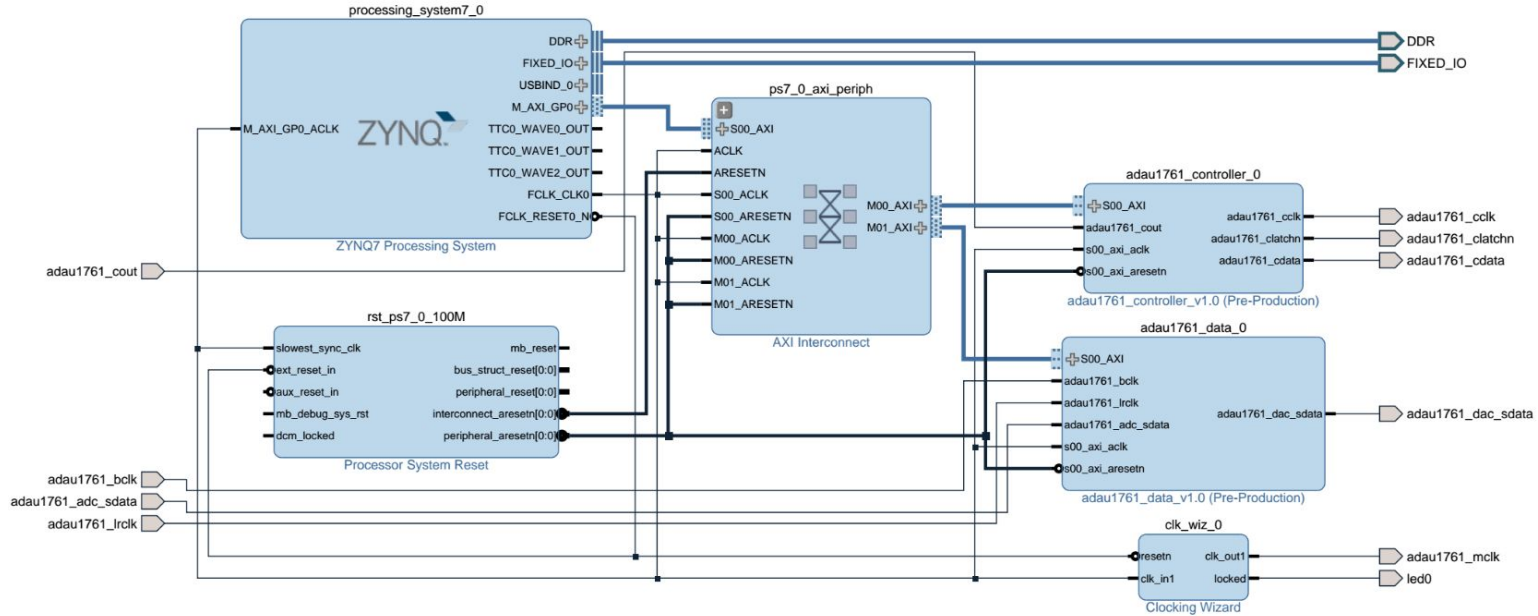 processing_system7_0
DDR
FIXED_IO
USBIND_0
M_AXI_GP0
M_AXI_GP0_ACLK
ZYNQ
TTC0_WAVE0_OUT
TTC0_WAVE1_OUT
TTC0_WAVE2_OUT
FCLK_CLK0
FCLK_RESET0_N
ZYNQ7 Processing System
DDR
FIXED_IO
ps7_0_axi_periph
S00_AXI
ACLK
ARESETN
S00_ACLK
S00_ARESETN
M00_ACLK
M00_ARESETN
M01_ACLK
M01_ARESETN
M00_AXI
M01_AXI
AXI Interconnect
adau1761_controller_0
S00_AXI
adau1761_cout
s00_axi_aclk
s00_axi_aresetn
adau1761_cclk
adau1761_clatchn
adau1761_cdata
adau1761_controller_v1.0 (Pre-Production)
adau1761_cclk
adau1761_clatchn
adau1761_cdata
adau1761_cout
rst_ps7_0_100M
slowest_sync_clk
ext_reset_in
aux_reset_in
mb_debug_sys_rst
dcm_locked
mb_reset
bus_struct_reset[0:0]
peripheral_reset[0:0]
interconnect_aresetn[0:0]
peripheral_aresetn[0:0]
Processor System Reset
adau1761_data_0
S00_AXI
adau1761_bclk
adau1761_lrclk
adau1761_adc_sdata
s00_axi_aclk
s00_axi_aresetn
adau1761_dac_sdata
adau1761_data_v1.0 (Pre-Production)
adau1761_dac_sdata
adau1761_bclk
adau1761_adc_sdata
adau1761_lrclk
clk_wiz_0
resetn
clk_in1
clk_out1
locked
Clocking Wizard
adau1761_mclk
led0